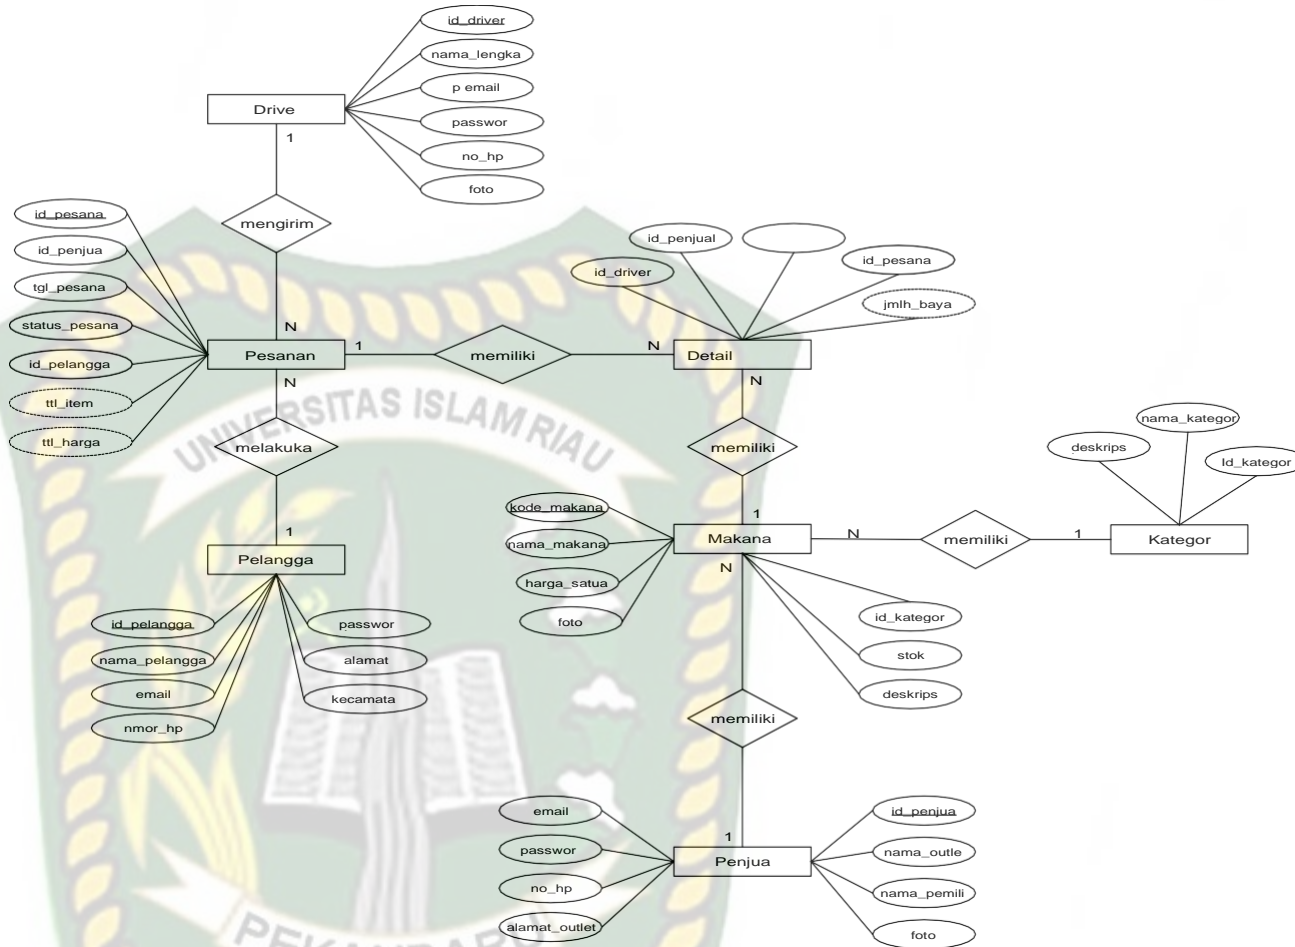 id_driver
nama_lengka
p email
passwor
no_hp
foto
Drive
1
mengirim
N
id_pesana
id_penjua
tgl_pesana
status_pesana
id_pelangga
ttl_item
ttl_harga
Pesanan
1
memiliki
N
Detail
id_driver
id_penjual
id_pesana
jmlh_baya
N
melakuka
1
Pelangga
id_pelangga
nama_pelangga
email
nmor_hp
passwor
alamat
kecamata
N
memiliki
1
Makana
kode_makana
nama_makana
harga_satua
foto
N
memiliki
1
Kategor
deskrips
nama_kategor
Id_kategor
id_kategor
stok
deskrips
N
memiliki
1
Penjua
email
passwor
no_hp
alamat_outlet
id_penjua
nama_outle
nama_pemili
foto
UNIVERSITAS ISLAM RIAU
PEKANBARU